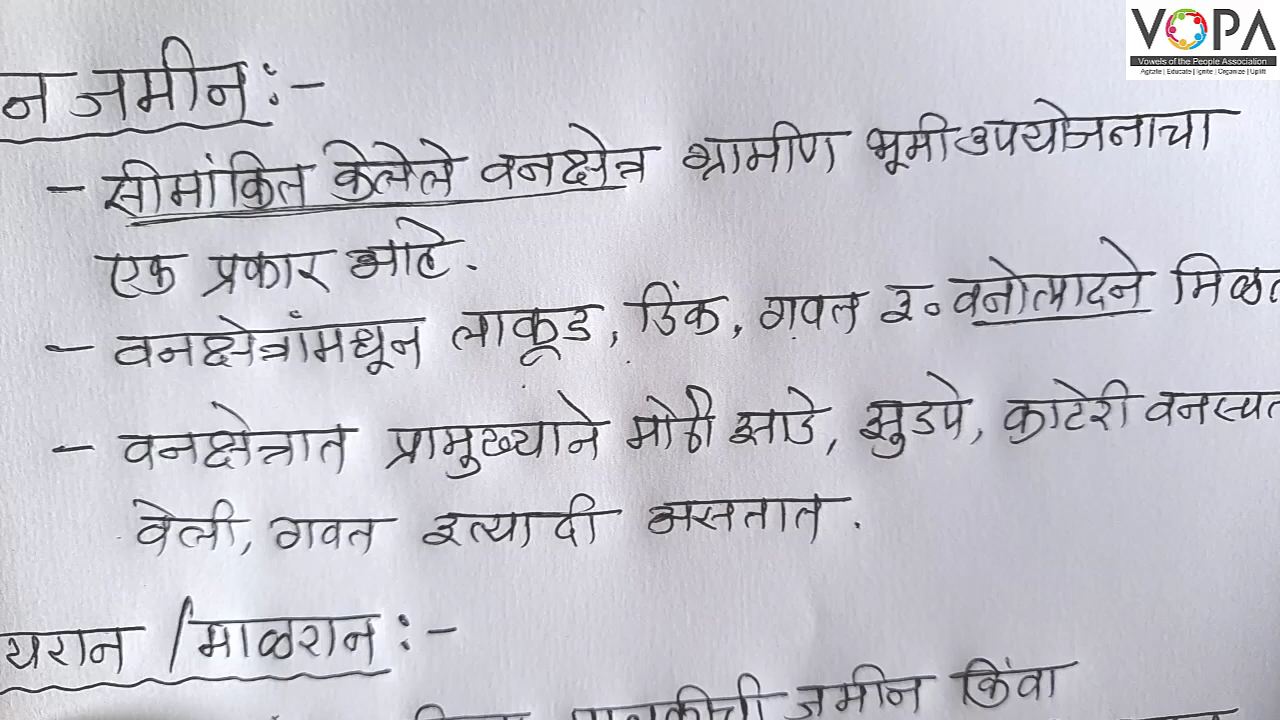 VOPA
Vowels of the People Association
Agitate | Educate | Ignite | Organize | Uplift
न जमीन :-
- सीमांकित केलेले वनक्षेत्र ग्रामीण भूमीउपयोजनाचा
एक प्रकार आहे.
- वनक्षेत्रांमधून लाकूड, डिंक, गवत इ. वनोत्पादने मिळत
- वनक्षेत्रात प्रामुख्याने मोठी झाडे, झुडपे, काटेरी वनस्पत
वेली, गवत इत्यादी असतात.
यरान / माळरान :-
जमीन किंवा